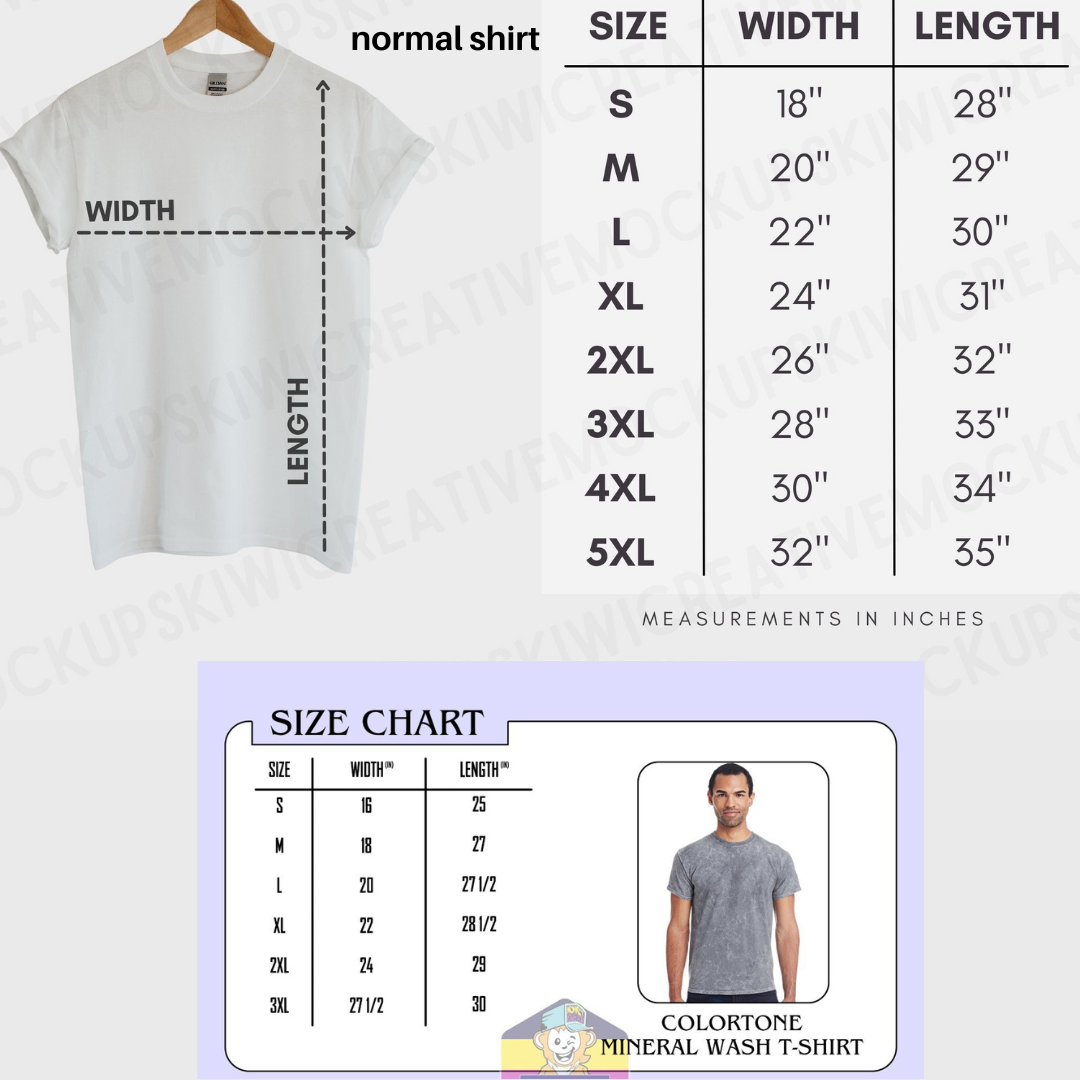 normal shirt
WIDTH
LENGTH
SIZE WIDTH LENGTH
S 18" 28"
M 20" 29"
L 22" 30"
XL 24" 31"
2XL 26" 32"
3XL 28" 33"
4XL 30" 34"
5XL 32" 35"
MEASUREMENTS IN INCHES
SIZE CHART
SIZE WIDTH (IN) LENGTH (IN)
S 16 25
M 18 27
L 20 27 1/2
XL 22 28 1/2
2XL 24 29
3XL 27 1/2 30
COLORTONE
MINERAL WASH T-SHIRT